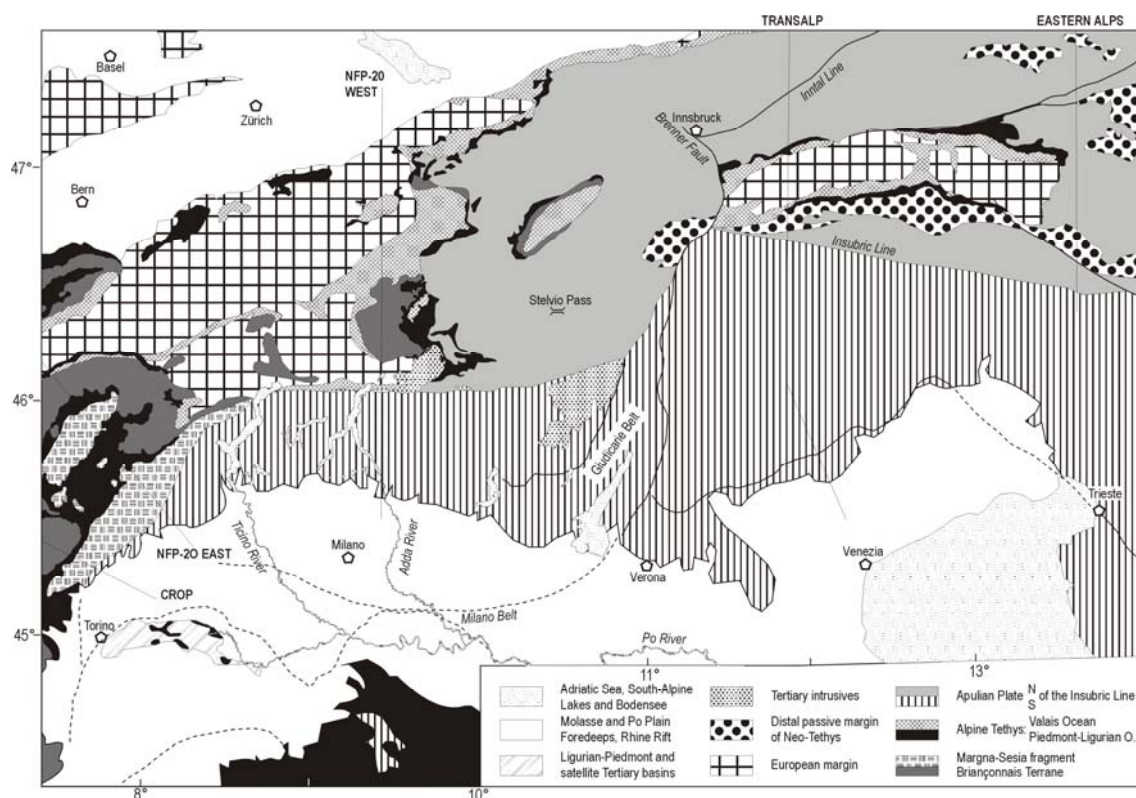 TRANSALP
EASTERN ALPS
Basel
NFP-20
WEST
Zürich
Inntal Line
Innsbruck
Brenner Fault
47°
Bern
Insubric Line
Stelvio Pass
46°
Giudicarie Belt
Trieste
Ticino River
Adda River
NFP-20 EAST
Milano
Venezia
Verona
CROP
Milano Belt
Torino
45°
Po River
11°
13°
Adriatic Sea, South-Alpine
Lakes and Bodensee
Molasse and Po Plain
Foredeeps, Rhine Rift
Ligurian-Piedmont and
satellite Tertiary basins
Tertiary intrusives
Distal passive margin
of Neo-Tethys
European margin
Apulian Plate N of the Insubric Line
S
Alpine Tethys: Valais Ocean
Piedmont-Ligurian O.
Margna-Sesia fragment
Briançonnais Terrane
8°
10°